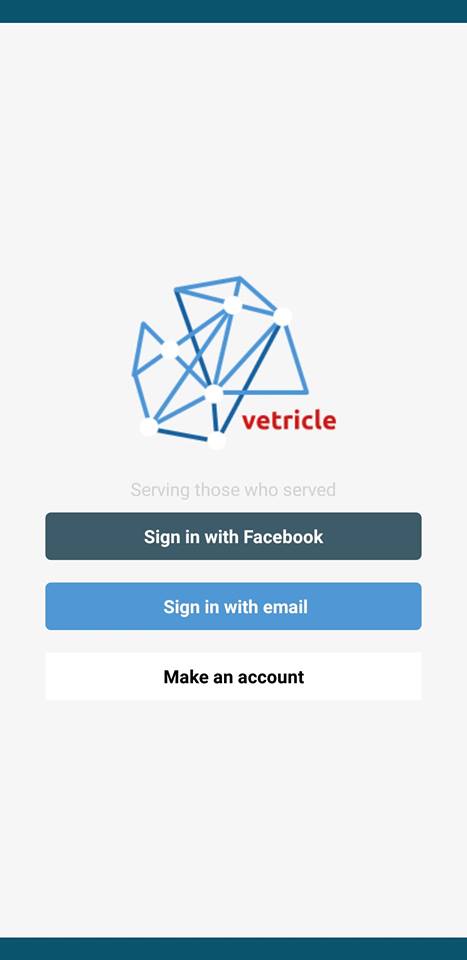 vetricle
Serving those who served
Sign in with Facebook
Sign in with email
Make an account